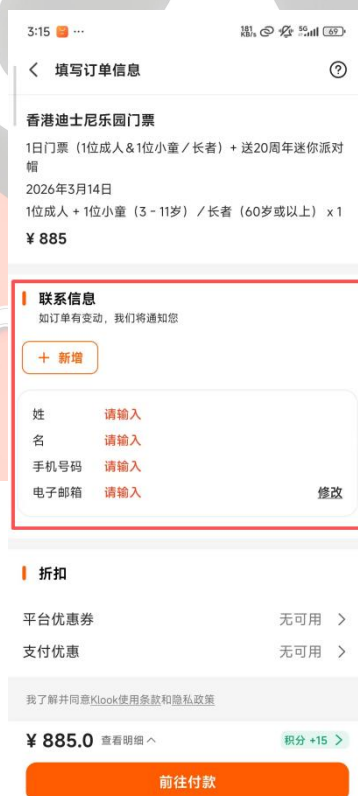 3:15 ...
181 KB/s 5G 69
填写订单信息
香港迪士尼乐园门票
1日门票（1位成人&1位小童／长者）+ 送20周年迷你派对
帽
2026年3月14日
1位成人 + 1位小童（3 - 11岁）／长者（60岁或以上） x 1
¥ 885
联系信息
如订单有变动，我们将通知您
+ 新增
姓 请输入
名 请输入
手机号码 请输入
电子邮箱 请输入 修改
折扣
平台优惠券 无可用
支付优惠 无可用
我了解并同意Klook使用条款和隐私政策
¥ 885.0 查看明细 积分 +15
前往付款